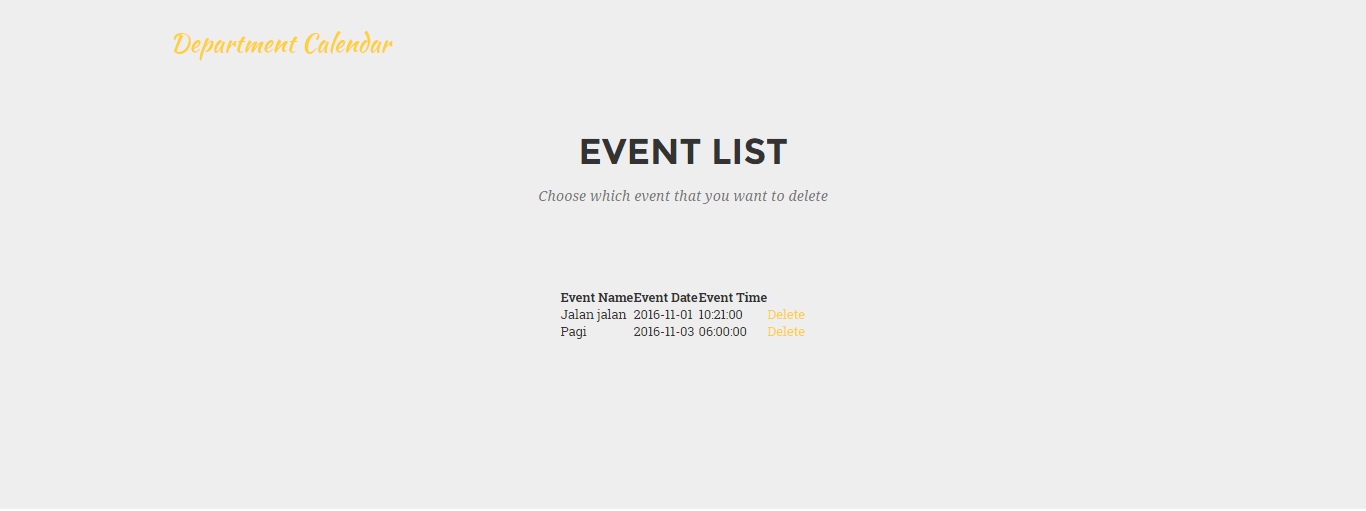 Department Calendar
EVENT LIST
Choose which event that you want to delete
Event Name Event Date Event Time
Jalan jalan 2016-11-01 10:21:00 Delete
Pagi 2016-11-03 06:00:00 Delete